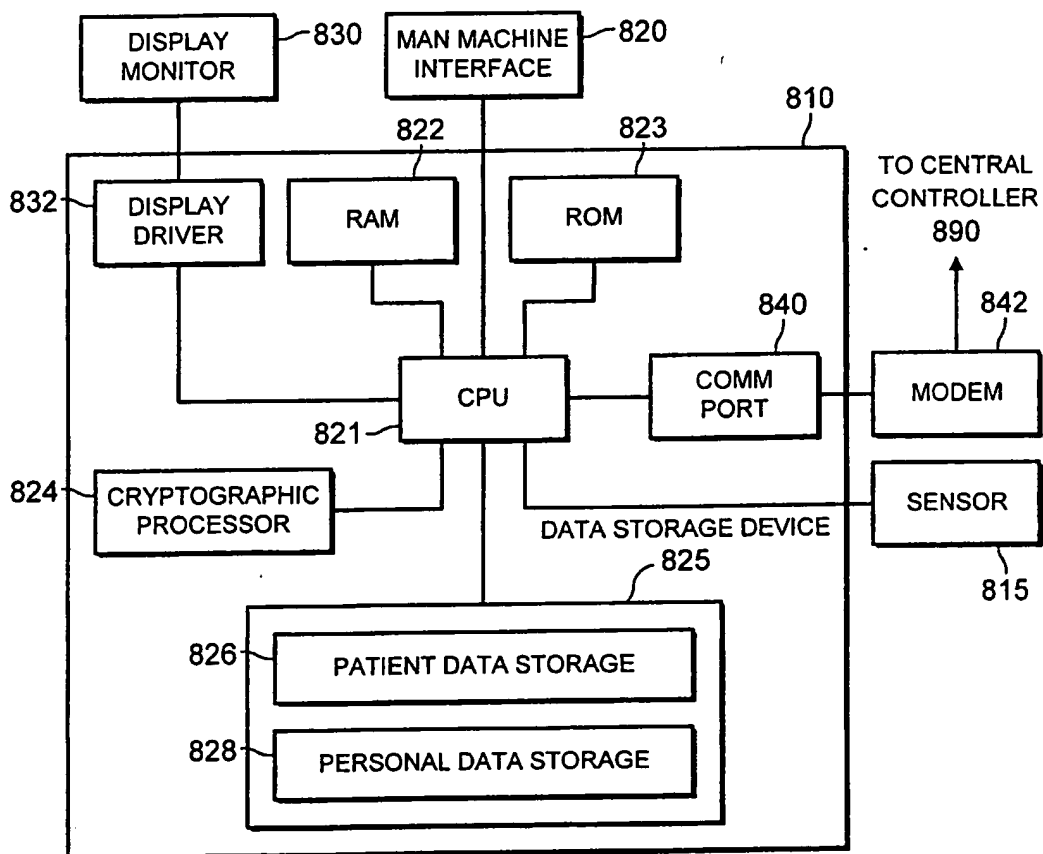 DISPLAY
MONITOR
830
MAN MACHINE
INTERFACE
820
810
822
823
832
DISPLAY
DRIVER
RAM
ROM
TO CENTRAL
CONTROLLER
890
840
842
CPU
821
COMM
PORT
MODEM
824
CRYPTOGRAPHIC
PROCESSOR
SENSOR
815
DATA STORAGE DEVICE
825
826
PATIENT DATA STORAGE
828
PERSONAL DATA STORAGE